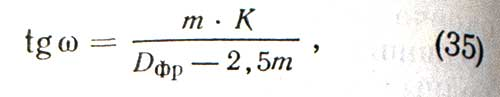 tg ω = m · K / (Dфр — 2,5m) , (35)